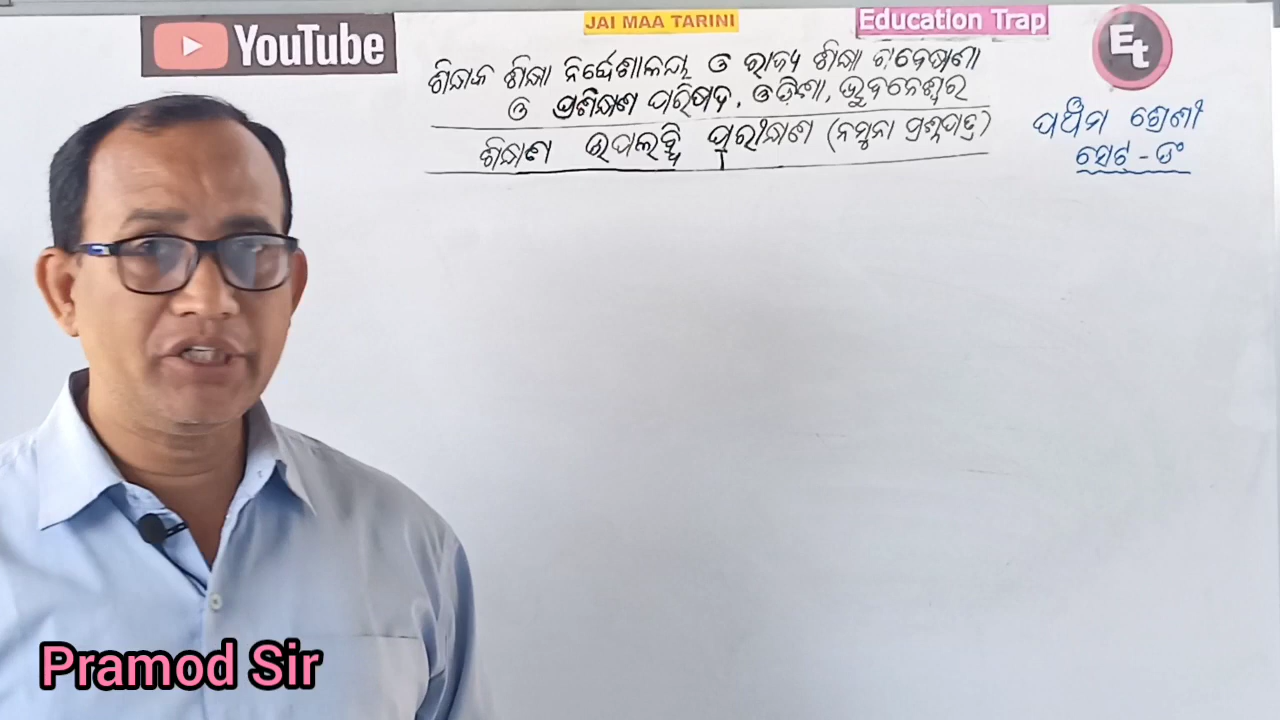 YouTube
JAI MAA TARINI
Education Trap
Et
ଶିକ୍ଷକ ଶିକ୍ଷା ନିର୍ଦ୍ଦେଶାଳୟ ଓ ରାଜ୍ୟ ଶିକ୍ଷା ଗବେଷଣା
ଓ ପ୍ରଶିକ୍ଷଣ ପରିଷଦ, ଓଡ଼ିଶା, ଭୁବନେଶ୍ୱର
ଶିକ୍ଷଣ ଉପଲବ୍ଧି ପରୀକ୍ଷଣ (ନମୁନା ପ୍ରଶ୍ନପତ୍ର)
ପଞ୍ଚମ ଶ୍ରେଣୀ
ସେଟ - ଙ
Pramod Sir